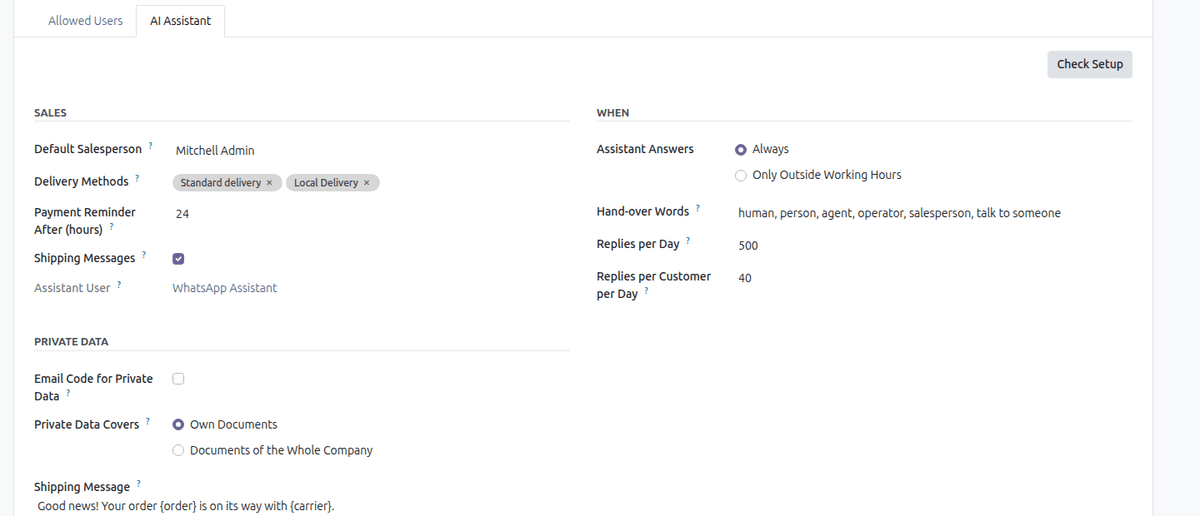 Allowed Users
AI Assistant
Check Setup
SALES
Default Salesperson ?
Mitchell Admin
Delivery Methods ?
Standard delivery ×
Local Delivery ×
Payment Reminder
After (hours) ?
24
Shipping Messages ?
Assistant User ?
WhatsApp Assistant
WHEN
Assistant Answers
Always
Only Outside Working Hours
Hand-over Words ?
human, person, agent, operator, salesperson, talk to someone
Replies per Day ?
500
Replies per Customer
per Day ?
40
PRIVATE DATA
Email Code for Private
Data ?
Private Data Covers ?
Own Documents
Documents of the Whole Company
Shipping Message ?
Good news! Your order {order} is on its way with {carrier}.